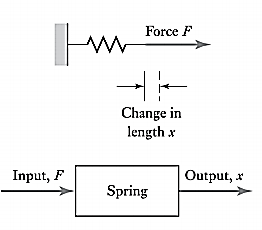 Force F
Change in
length x
Input, F
Spring
Output, x